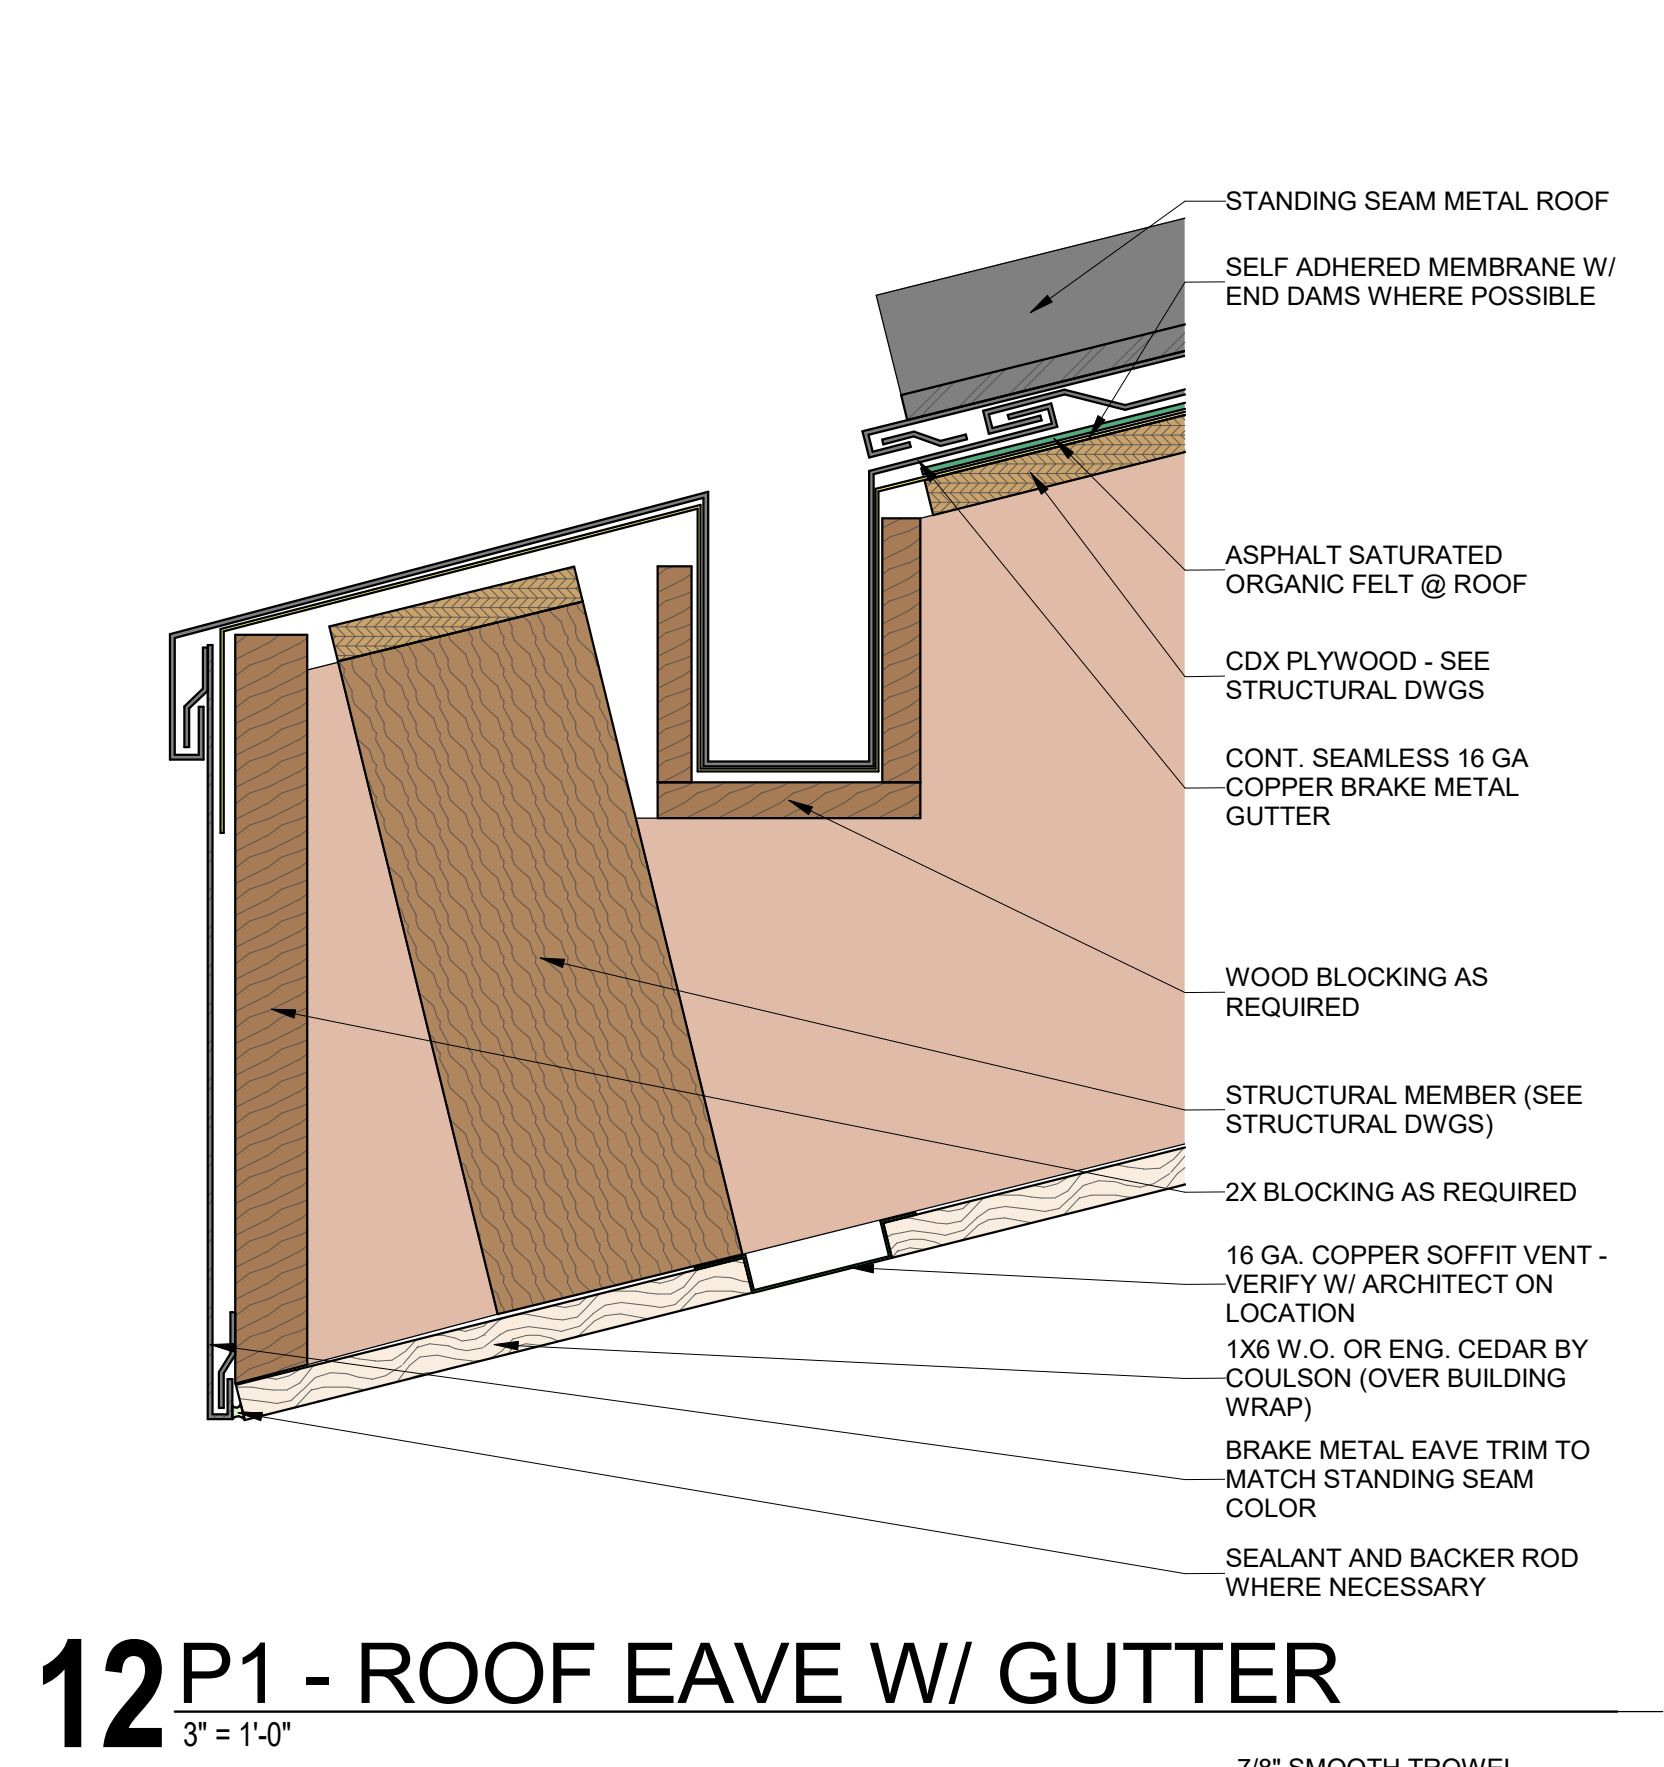 STANDING SEAM METAL ROOF
SELF ADHERED MEMBRANE W/
END DAMS WHERE POSSIBLE
ASPHALT SATURATED
ORGANIC FELT @ ROOF
CDX PLYWOOD - SEE
STRUCTURAL DWGS
CONT. SEAMLESS 16 GA
COPPER BRAKE METAL
GUTTER
WOOD BLOCKING AS
REQUIRED
STRUCTURAL MEMBER (SEE
STRUCTURAL DWGS)
2X BLOCKING AS REQUIRED
16 GA. COPPER SOFFIT VENT -
VERIFY W/ ARCHITECT ON
LOCATION
1X6 W.O. OR ENG. CEDAR BY
COULSON (OVER BUILDING
WRAP)
BRAKE METAL EAVE TRIM TO
MATCH STANDING SEAM
COLOR
SEALANT AND BACKER ROD
WHERE NECESSARY
12 P1 - ROOF EAVE W/ GUTTER
3" = 1'-0"
7/8" SMOOTH TROWEL